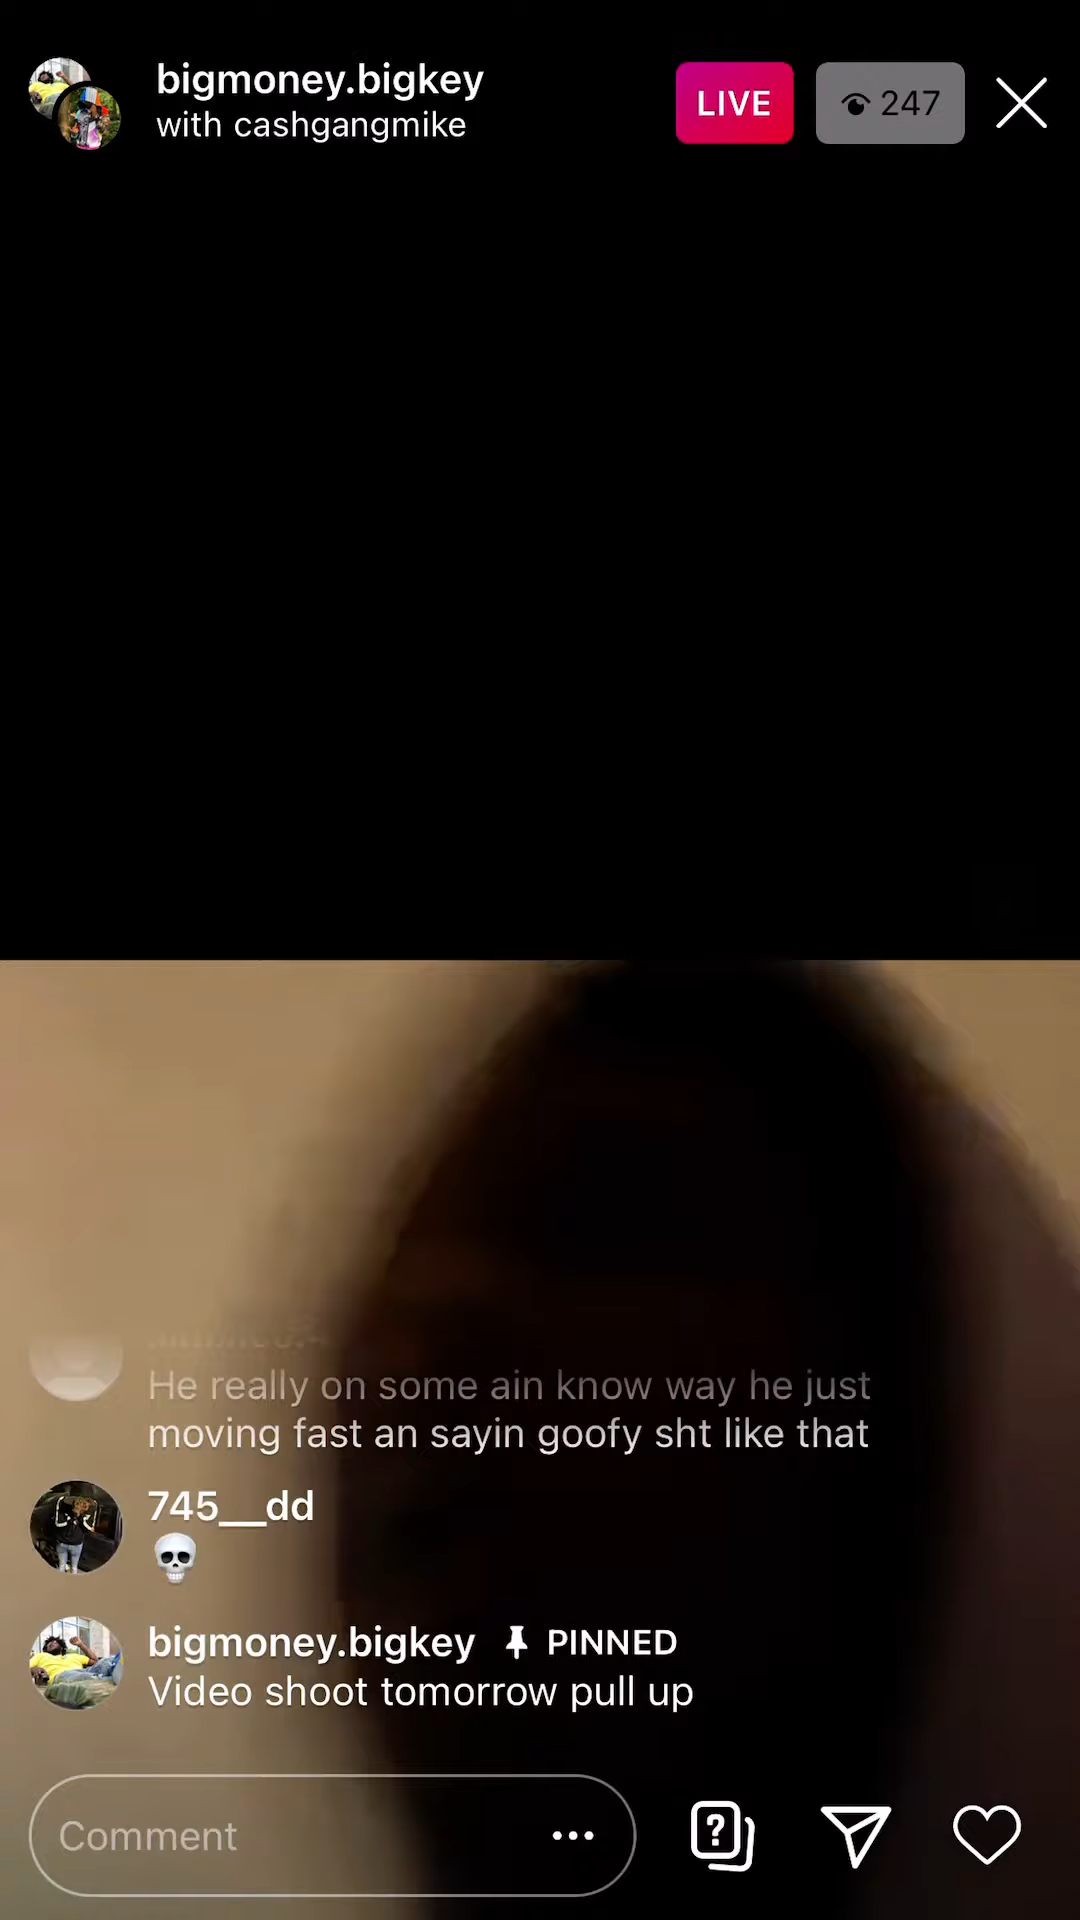 bigmoney.bigkey
with cashgangmike
LIVE
247
He really on some ain know way he just
moving fast an sayin goofy sht like that
745__dd
bigmoney.bigkey PINNED
Video shoot tomorrow pull up
Comment